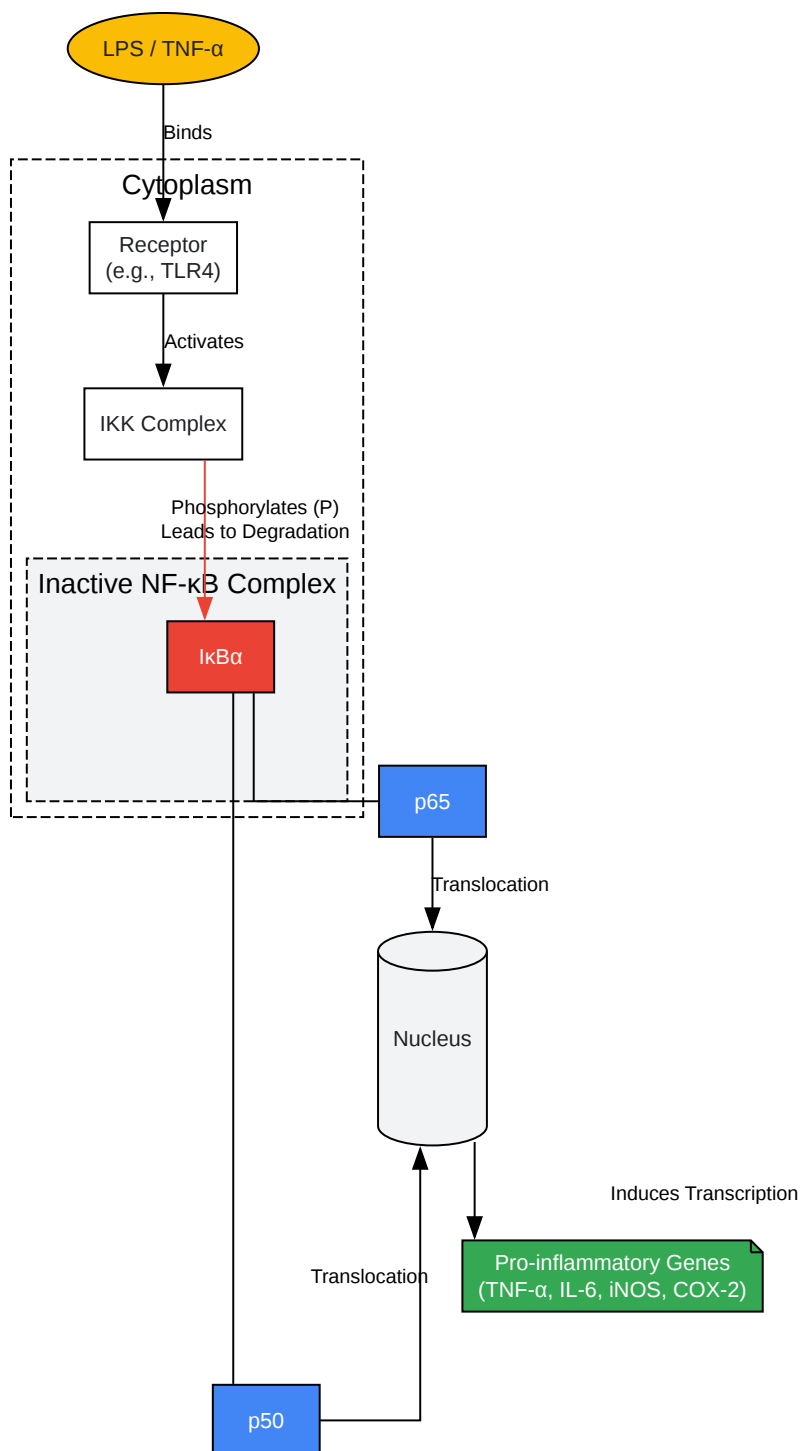 LPS / TNF-α
Binds
Cytoplasm
Receptor
(e.g., TLR4)
Activates
IKK Complex
Phosphorylates (P)
Leads to Degradation
Inactive NF-κB Complex
IκBα
p65
Translocation
Nucleus
Induces Transcription
Pro-inflammatory Genes
(TNF-α, IL-6, iNOS, COX-2)
Translocation
p50